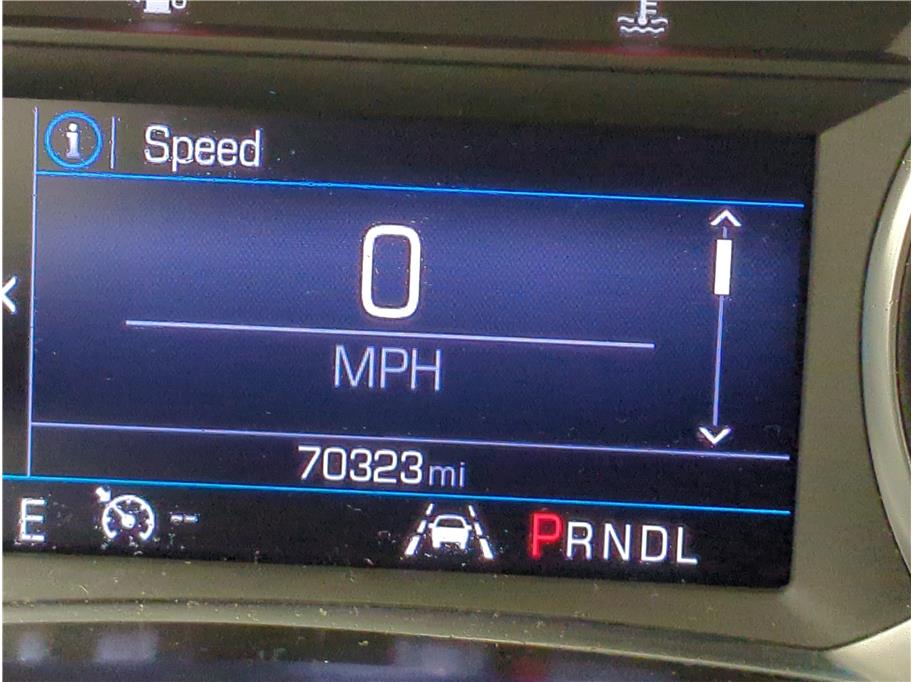 Speed
0
MPH
70323 mi
E
PRNDL